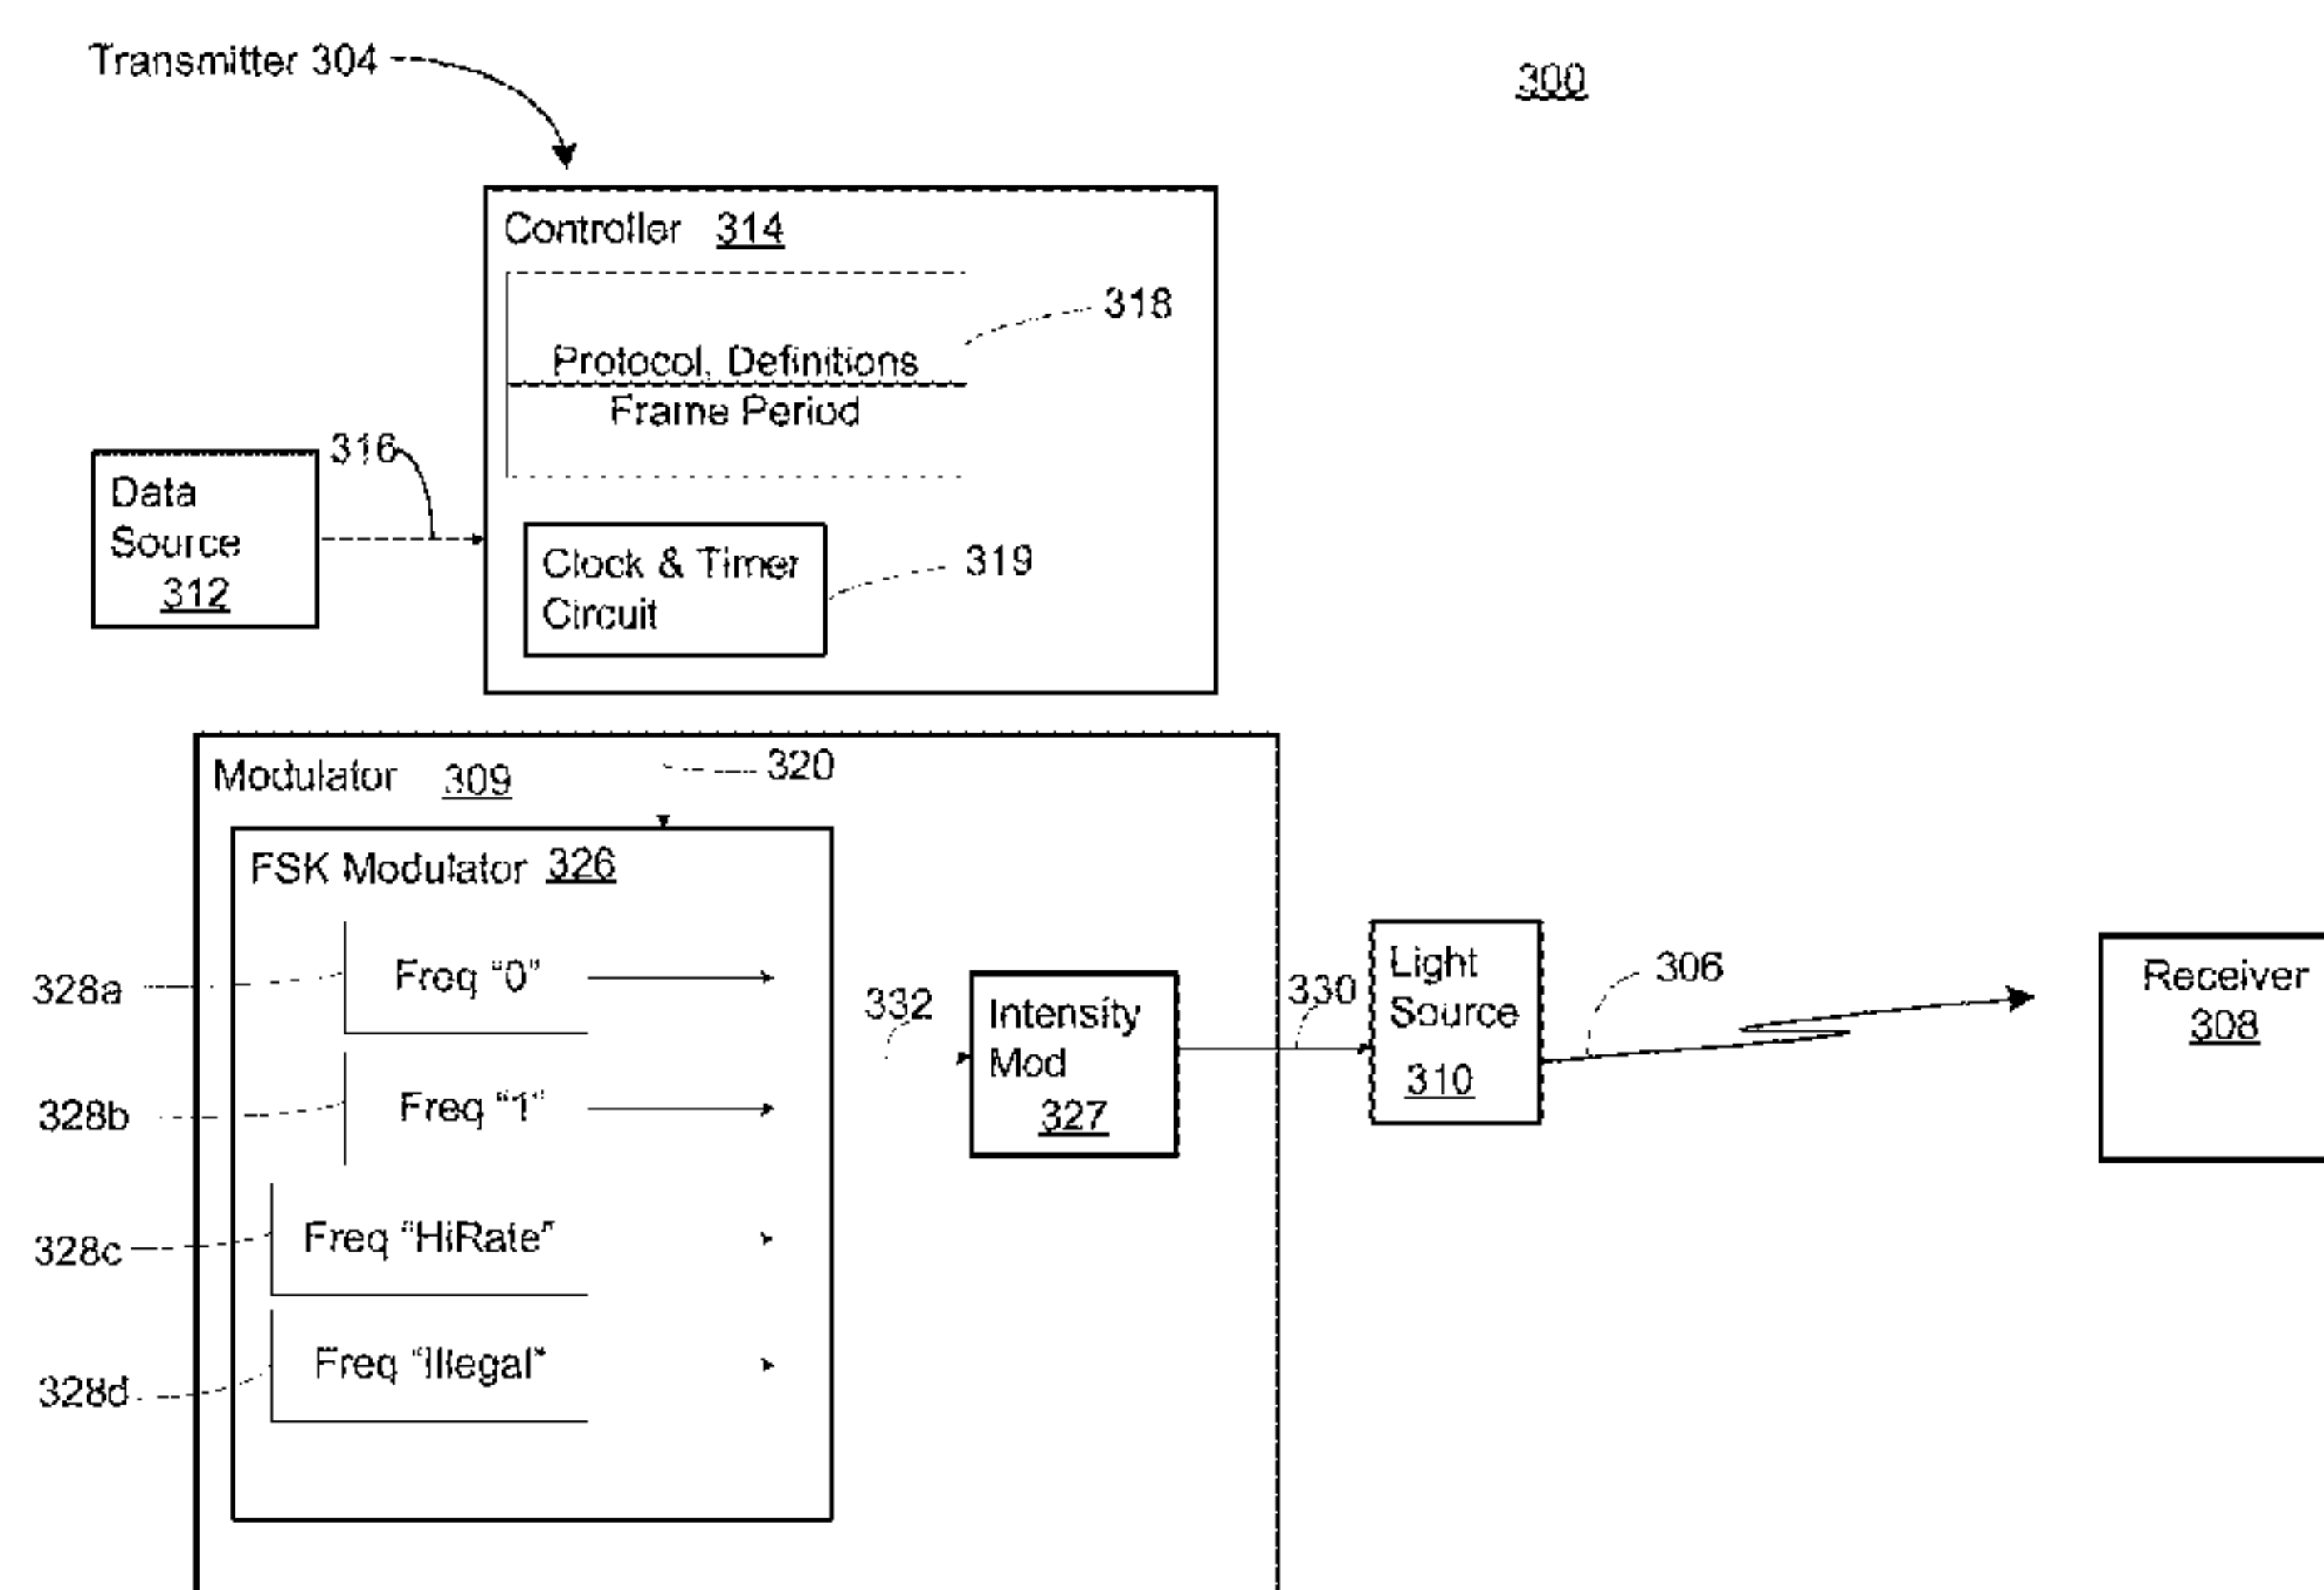 Transmitter 304
300
Controller 314
318
Protocol, Definitions
Frame Period
316
Data
Source
312
Clock & Timer
Circuit
319
Modulator 309
320
FSK Modulator 326
328a
Freq "0"
328b
Freq "1"
328c
Freq "HiRate"
328d
Freq "Illegal"
332
Intensity
Mod
327
330
Light
Source
310
306
Receiver
308